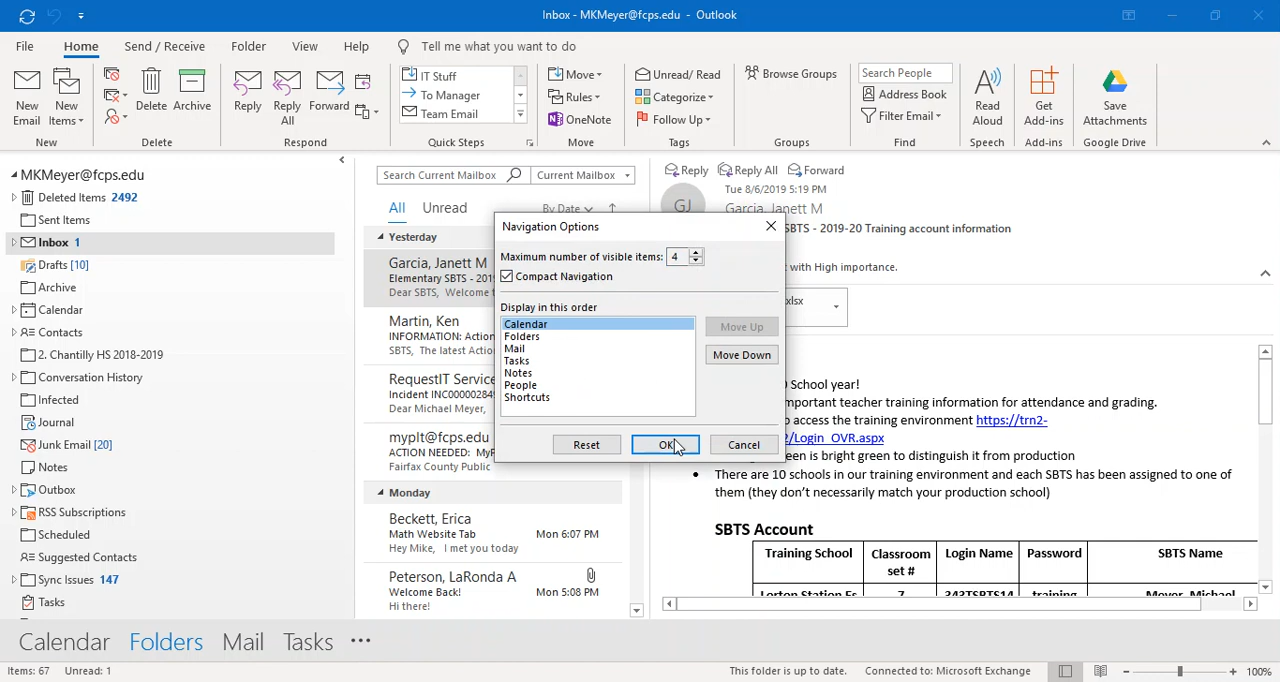 Inbox - MKMeyer@fcps.edu - Outlook
File Home Send / Receive Folder View Help Tell me what you want to do
New Email
New Items
Delete
Archive
Reply
Reply All
Forward
IT Stuff
To Manager
Team Email
Move
Rules
OneNote
Unread/ Read
Categorize
Follow Up
Browse Groups
Search People
Address Book
Filter Email
Read Aloud
Get Add-ins
Save Attachments
New Delete Respond Quick Steps Move Tags Groups Find Speech Add-ins Google Drive
MKMeyer@fcps.edu
Deleted Items 2492
Sent Items
Inbox 1
Drafts [10]
Archive
Calendar
Contacts
2. Chantilly HS 2018-2019
Conversation History
Infected
Journal
Junk Email [20]
Notes
Outbox
RSS Subscriptions
Scheduled
Suggested Contacts
Sync Issues 147
Tasks
Search Current Mailbox Current Mailbox
All Unread By Date
Yesterday
Garcia, Janett M
Elementary SBTS - 2019
Dear SBTS, Welcome
Martin, Ken
INFORMATION: Action
SBTS, The latest Action
RequestIT Service
Incident INC00002849
Dear Michael Meyer,
myplt@fcps.edu
ACTION NEEDED: MyP
Fairfax County Public
Monday
Beckett, Erica
Math Website Tab Mon 6:07 PM
Hey Mike, I met you today
Peterson, LaRonda A
Welcome Back! Mon 5:08 PM
Hi there!
Navigation Options
Maximum number of visible items: 4
Compact Navigation
Display in this order
Calendar
Folders
Mail
Tasks
Notes
People
Shortcuts
Move Up
Move Down
Reset OK Cancel
Reply Reply All Forward
Tue 8/6/2019 5:19 PM
GJ
Garcia, Janett M
SBTS - 2019-20 Training account information
with High importance.
xlsx
School year!
important teacher training information for attendance and grading.
o access the training environment https://trn2-
/Login_OVR.aspx
een is bright green to distinguish it from production
• There are 10 schools in our training environment and each SBTS has been assigned to one of
them (they don't necessarily match your production school)
SBTS Account
Training School Classroom set # Login Name Password SBTS Name
Lorton Station Es 7 343TSBTS14 training Meyer, Michael
Calendar Folders Mail Tasks •••
Items: 67 Unread: 1 This folder is up to date. Connected to: Microsoft Exchange 100%